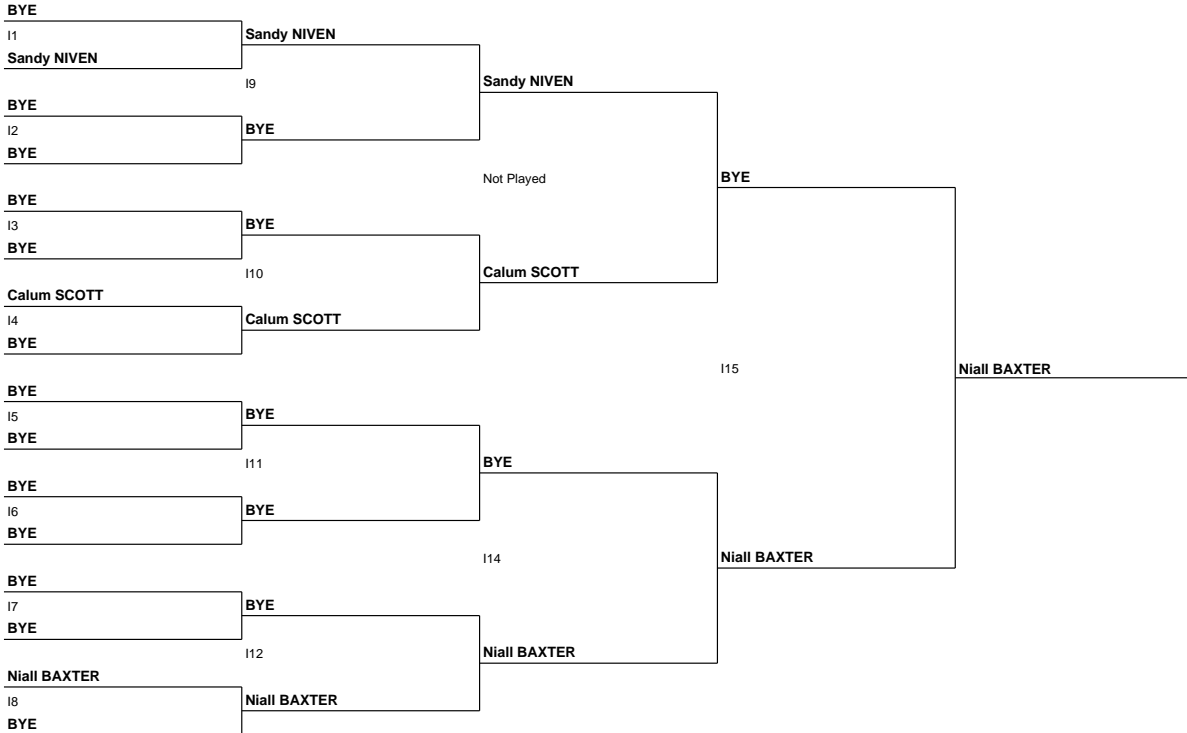 BYE
I1
Sandy NIVEN
Sandy NIVEN
I9
Sandy NIVEN
BYE
I2
BYE
BYE
Not Played
BYE
BYE
I3
BYE
BYE
I10
Calum SCOTT
Calum SCOTT
I4
BYE
Calum SCOTT
I15
Niall BAXTER
BYE
I5
BYE
BYE
I11
BYE
BYE
I6
BYE
BYE
I14
Niall BAXTER
BYE
I7
BYE
BYE
I12
Niall BAXTER
Niall BAXTER
I8
BYE
Niall BAXTER